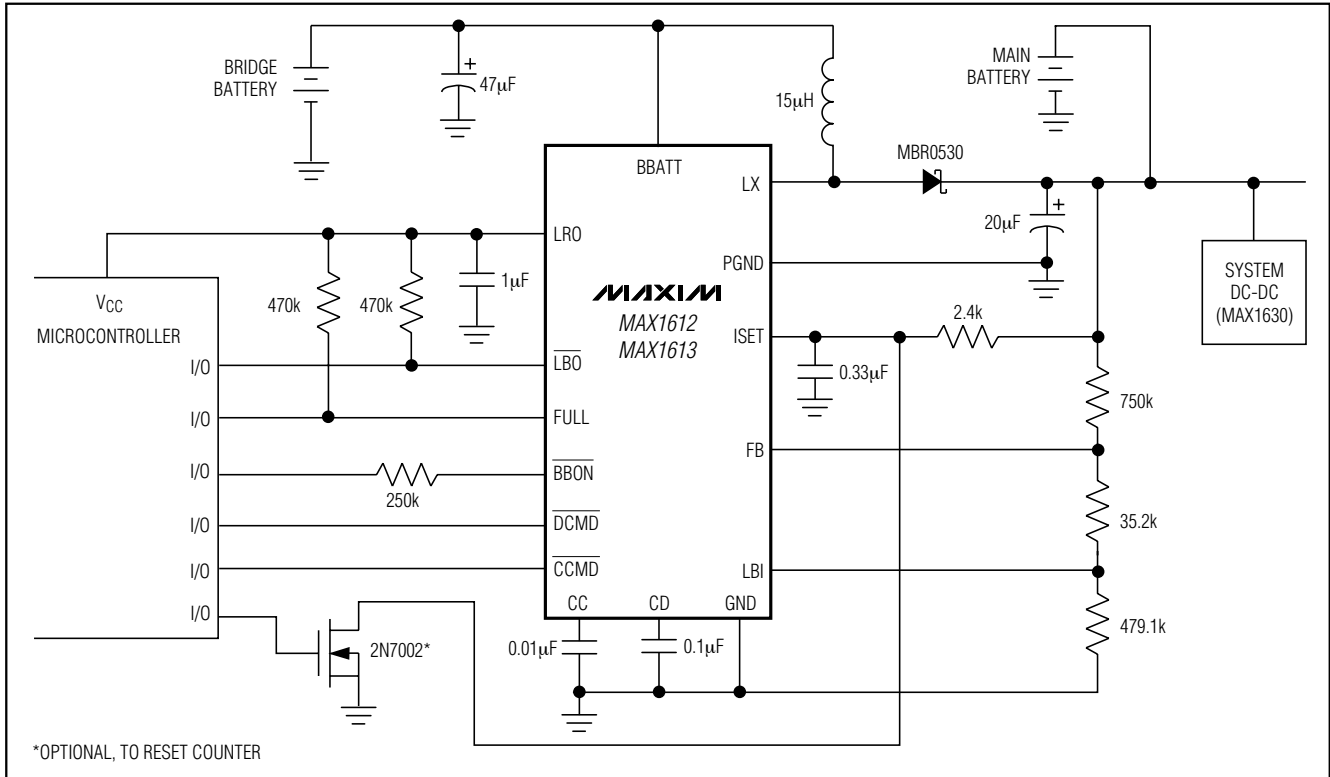 BRIDGE
BATTERY
47µF
15µH
MAIN
BATTERY
MBR0530
BBATT
LX
20µF
PGND
SYSTEM
DC-DC
(MAX1630)
LRO
1µF
VCC
MICROCONTROLLER
470k
470k
MAXIM
MAX1612
MAX1613
ISET
2.4k
0.33µF
750k
I/O
LBO
I/O
FULL
FB
I/O
250k
BBON
35.2k
I/O
DCMD
I/O
CCMD
LBI
I/O
CC
CD
GND
479.1k
2N7002*
0.01µF
0.1µF
*OPTIONAL, TO RESET COUNTER